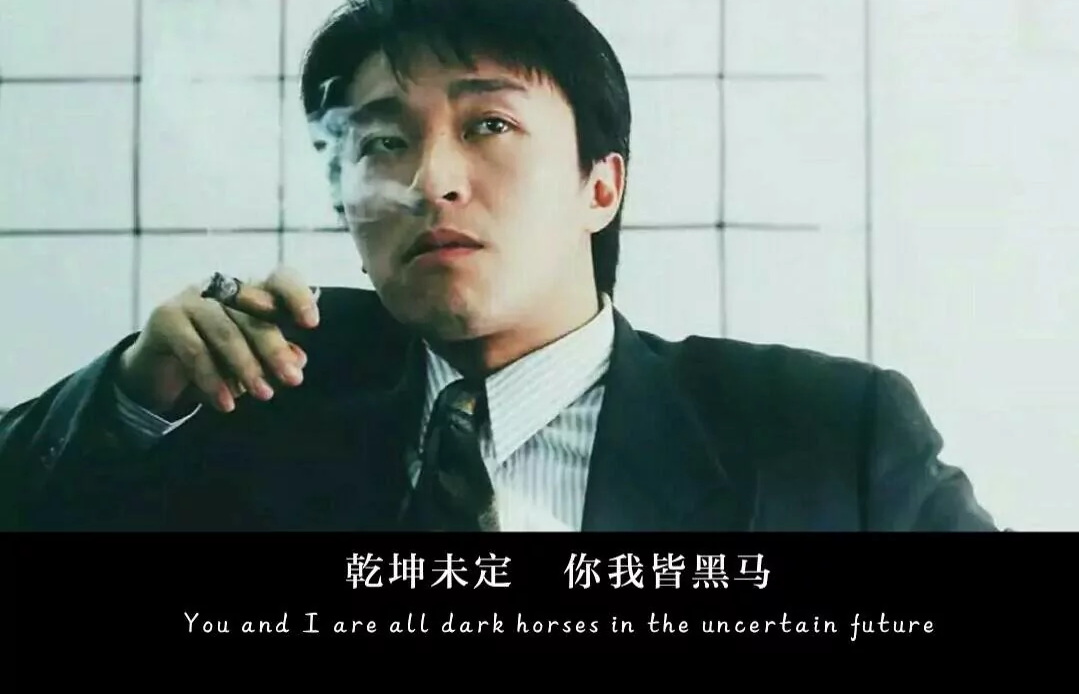 乾坤未定 你我皆黑马
You and I are all dark horses in the uncertain future